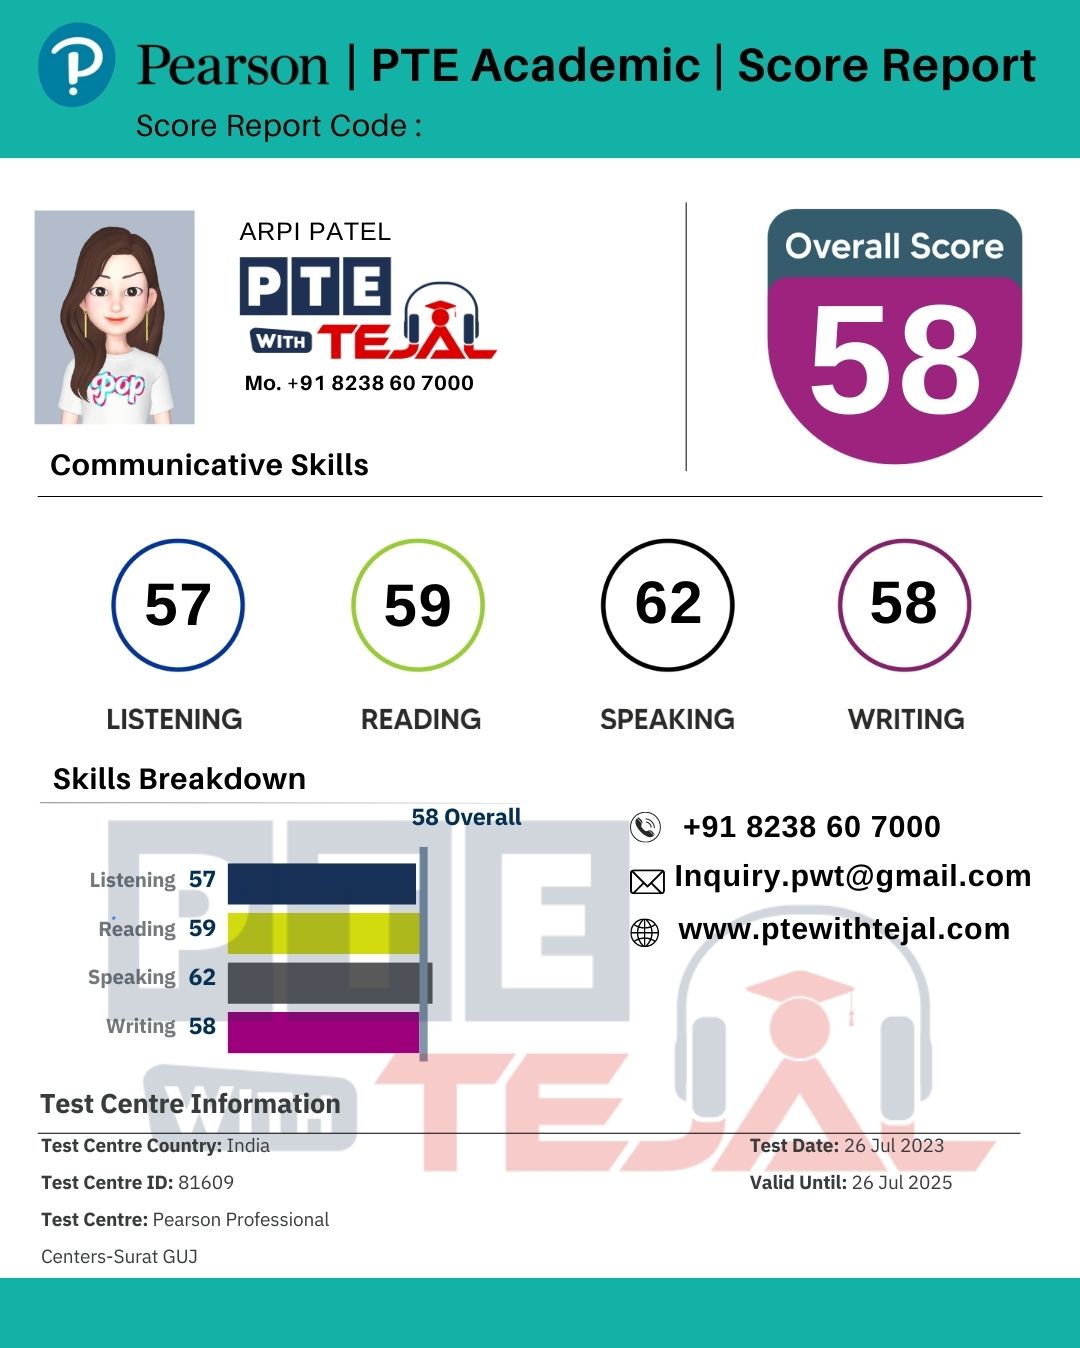 Pearson | PTE Academic | Score Report
Score Report Code :
ARPI PATEL
PTE
WITH TEJAL
Mo. +91 8238 60 7000
Overall Score
58
Pop
Communicative Skills
57 59 62 58
LISTENING READING SPEAKING WRITING
Skills Breakdown
58 Overall
+91 8238 60 7000
Inquiry.pwt@gmail.com
www.ptewithtejal.com
Listening 57
Reading 59
Speaking 62
Writing 58
PTE
WITH TEJAL
Test Centre Information
Test Centre Country: India
Test Date: 26 Jul 2023
Test Centre ID: 81609
Valid Until: 26 Jul 2025
Test Centre: Pearson Professional
Centers-Surat GUJ